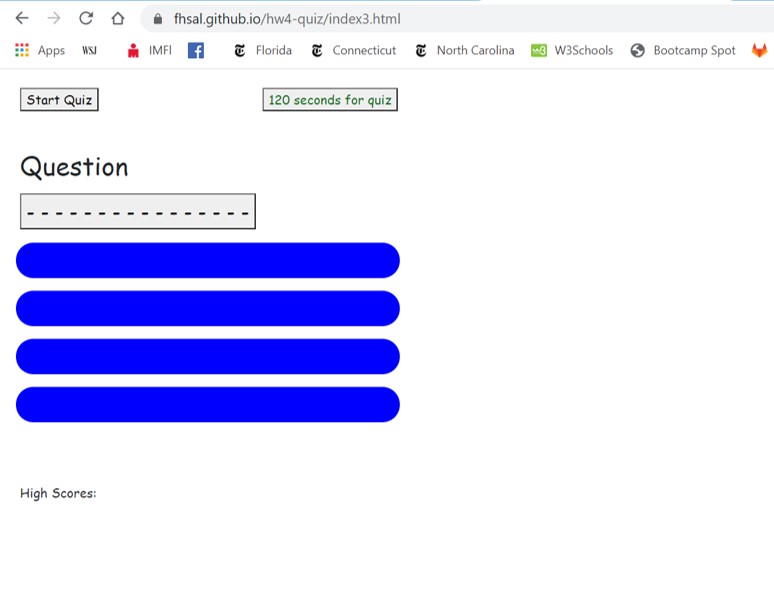 fhsal.github.io/hw4-quiz/index3.html
Apps WSJ IMFI Florida Connecticut North Carolina W3Schools Bootcamp Spot
Start Quiz 120 seconds for quiz
Question
- - - - - - - - - - - - - - - -
High Scores: